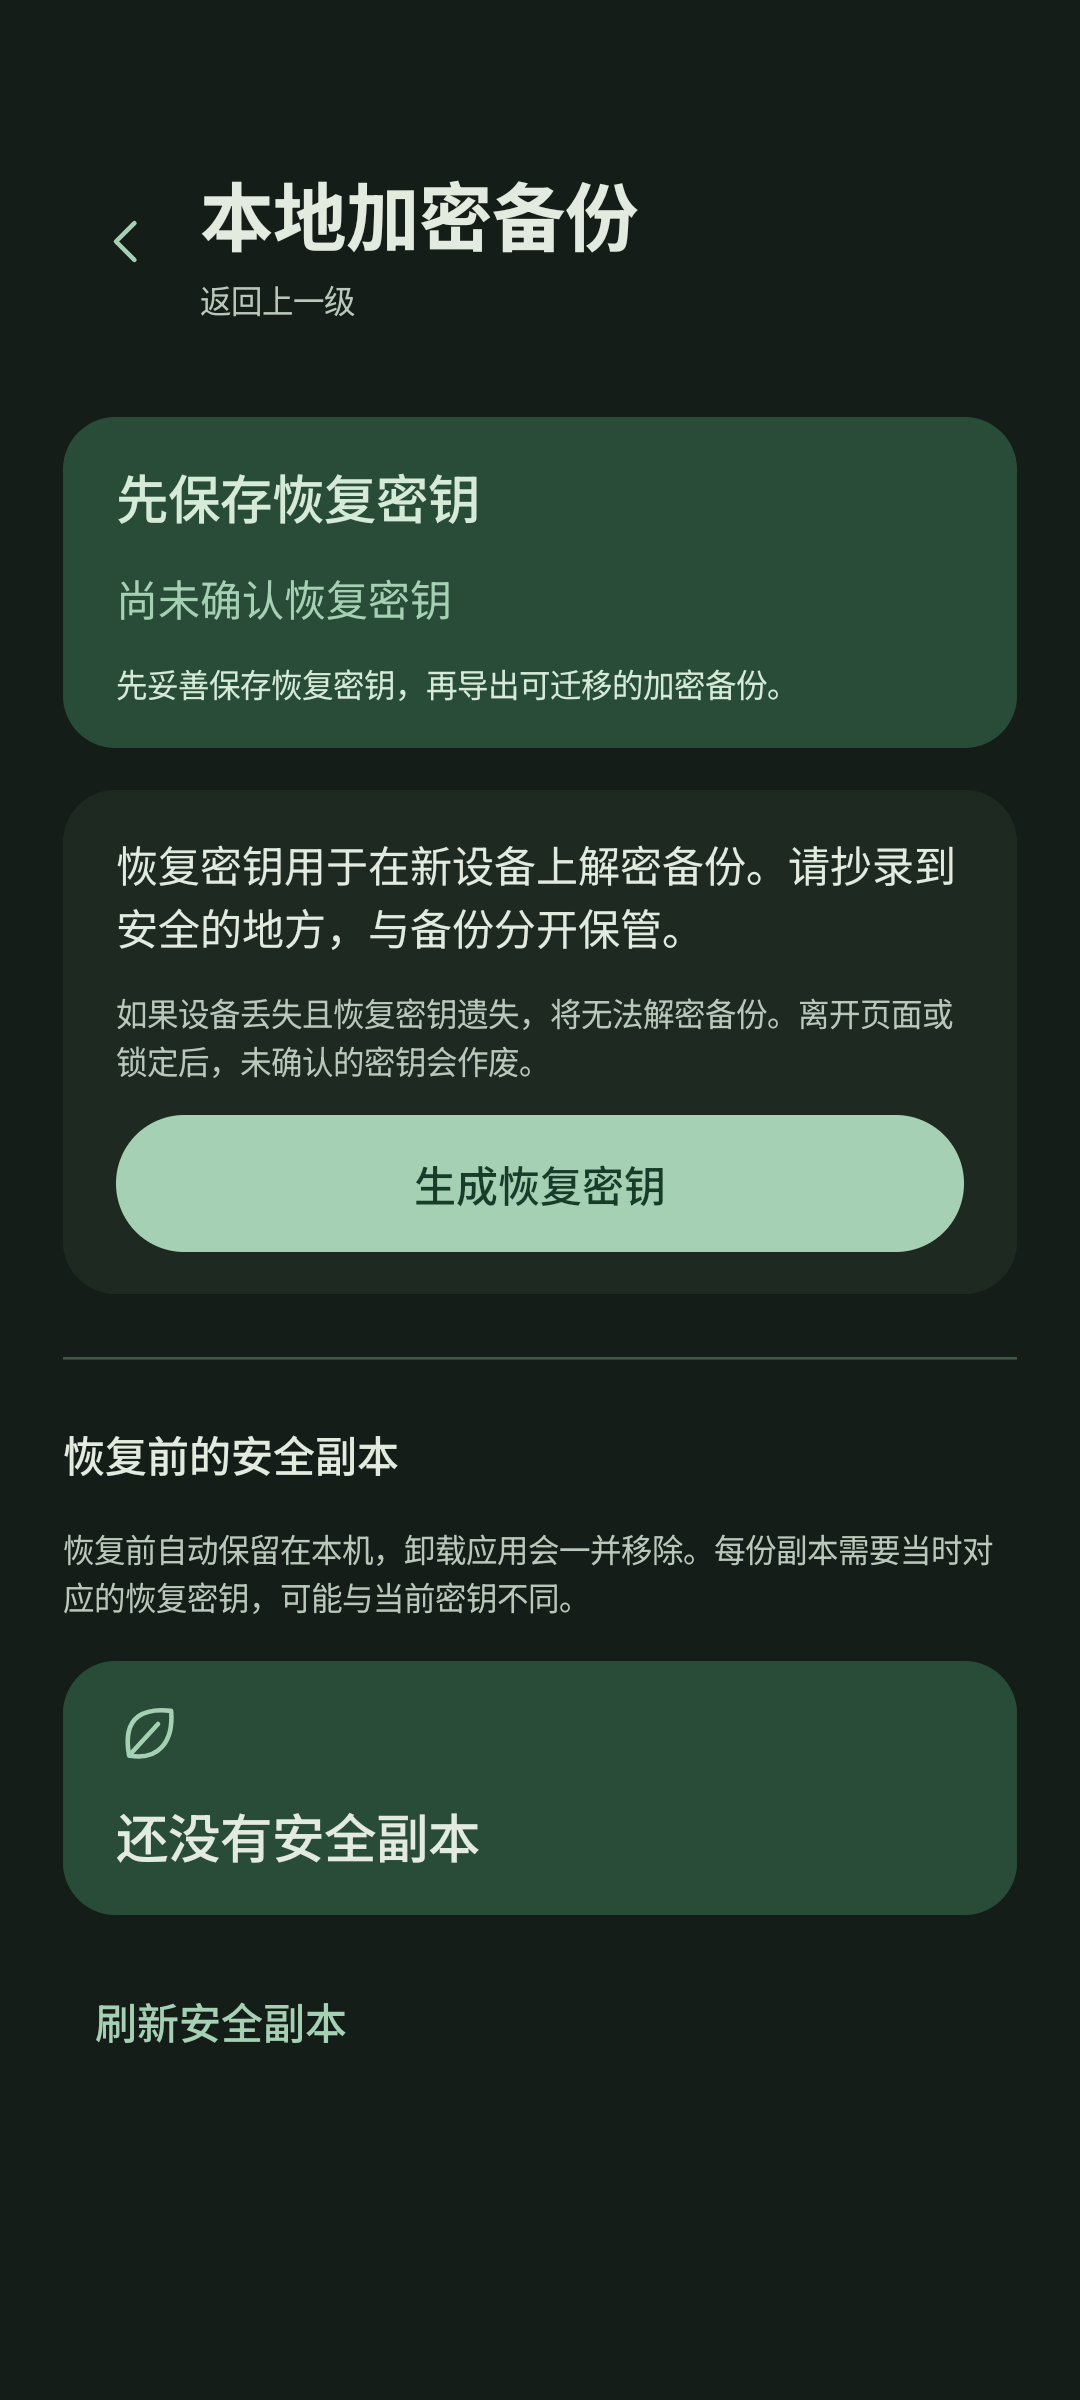 本地加密备份
返回上一级
先保存恢复密钥
尚未确认恢复密钥
先妥善保存恢复密钥，再导出可迁移的加密备份。
恢复密钥用于在新设备上解密备份。请抄录到
安全的地方，与备份分开保管。
如果设备丢失且恢复密钥遗失，将无法解密备份。离开页面或
锁定后，未确认的密钥会作废。
生成恢复密钥
恢复前的安全副本
恢复前自动保留在本机，卸载应用会一并移除。每份副本需要当时对
应的恢复密钥，可能与当前密钥不同。
还没有安全副本
刷新安全副本